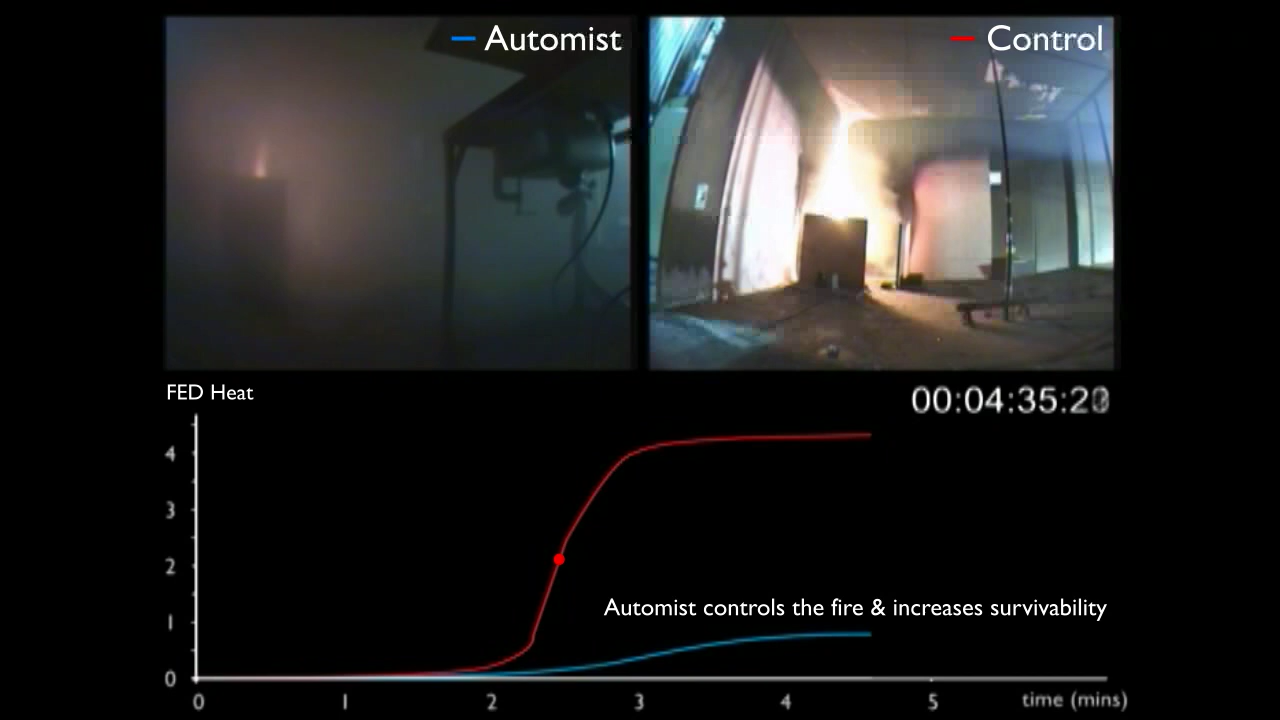 Automist
Control
FED Heat
00:04:35:2
4
3
2
1
0
Automist controls the fire & increases survivability
0 1 2 3 4 5 time (mins)